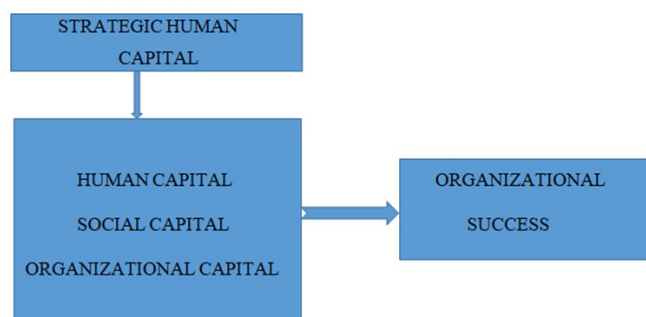 STRATEGIC HUMAN
CAPITAL
HUMAN CAPITAL
SOCIAL CAPITAL
ORGANIZATIONAL CAPITAL
ORGANIZATIONAL
SUCCESS